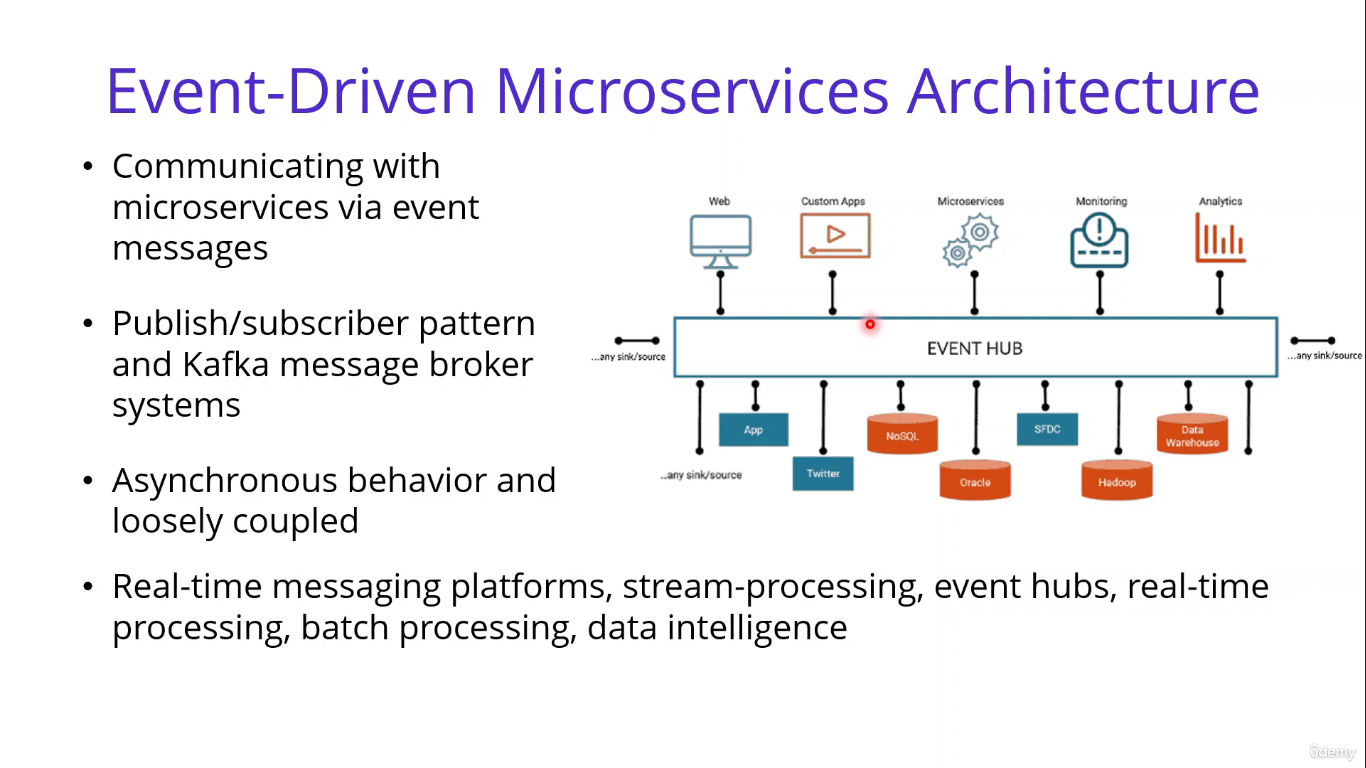 Event-Driven Microservices Architecture
• Communicating with
microservices via event
messages
• Publish/subscriber pattern
and Kafka message broker
systems
• Asynchronous behavior and
loosely coupled
• Real-time messaging platforms, stream-processing, event hubs, real-time
processing, batch processing, data intelligence
Web
Custom Apps
Microservices
Monitoring
Analytics
...any sink/source
EVENT HUB
...any sink/source
App
NoSQL
SFDC
Data
Warehouse
...any sink/source
Twitter
Oracle
Hadoop
ûdemy